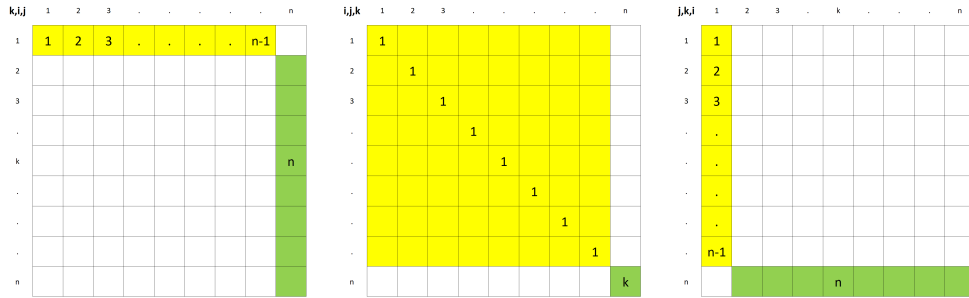 k,i,j 1 2 3 . . . . . n
1 1 2 3 . . . . n-1
2
3
.
k n
.
.
.
n
i,j,k 1 2 3 . . . . . n
1 1
2 1
3 1
. 1
. 1
. 1
. 1
. 1
n k
j,k,i 1 2 3 . k . . . n
1 1
2 2
3 3
. .
. .
. .
. .
. n-1
n n